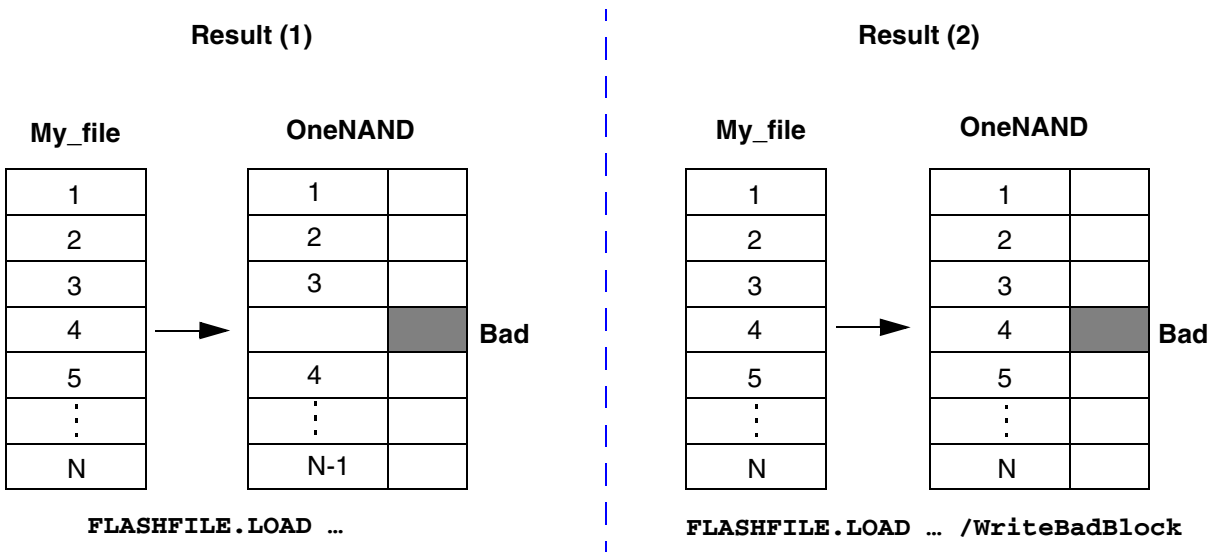 Result (1)
My_file
OneNAND
1
1
2
2
3
3
4
Bad
5
4
N
N-1
FLASHFILE.LOAD …
Result (2)
My_file
OneNAND
1
1
2
2
3
3
4
4
Bad
5
5
N
N
FLASHFILE.LOAD … /WriteBadBlock